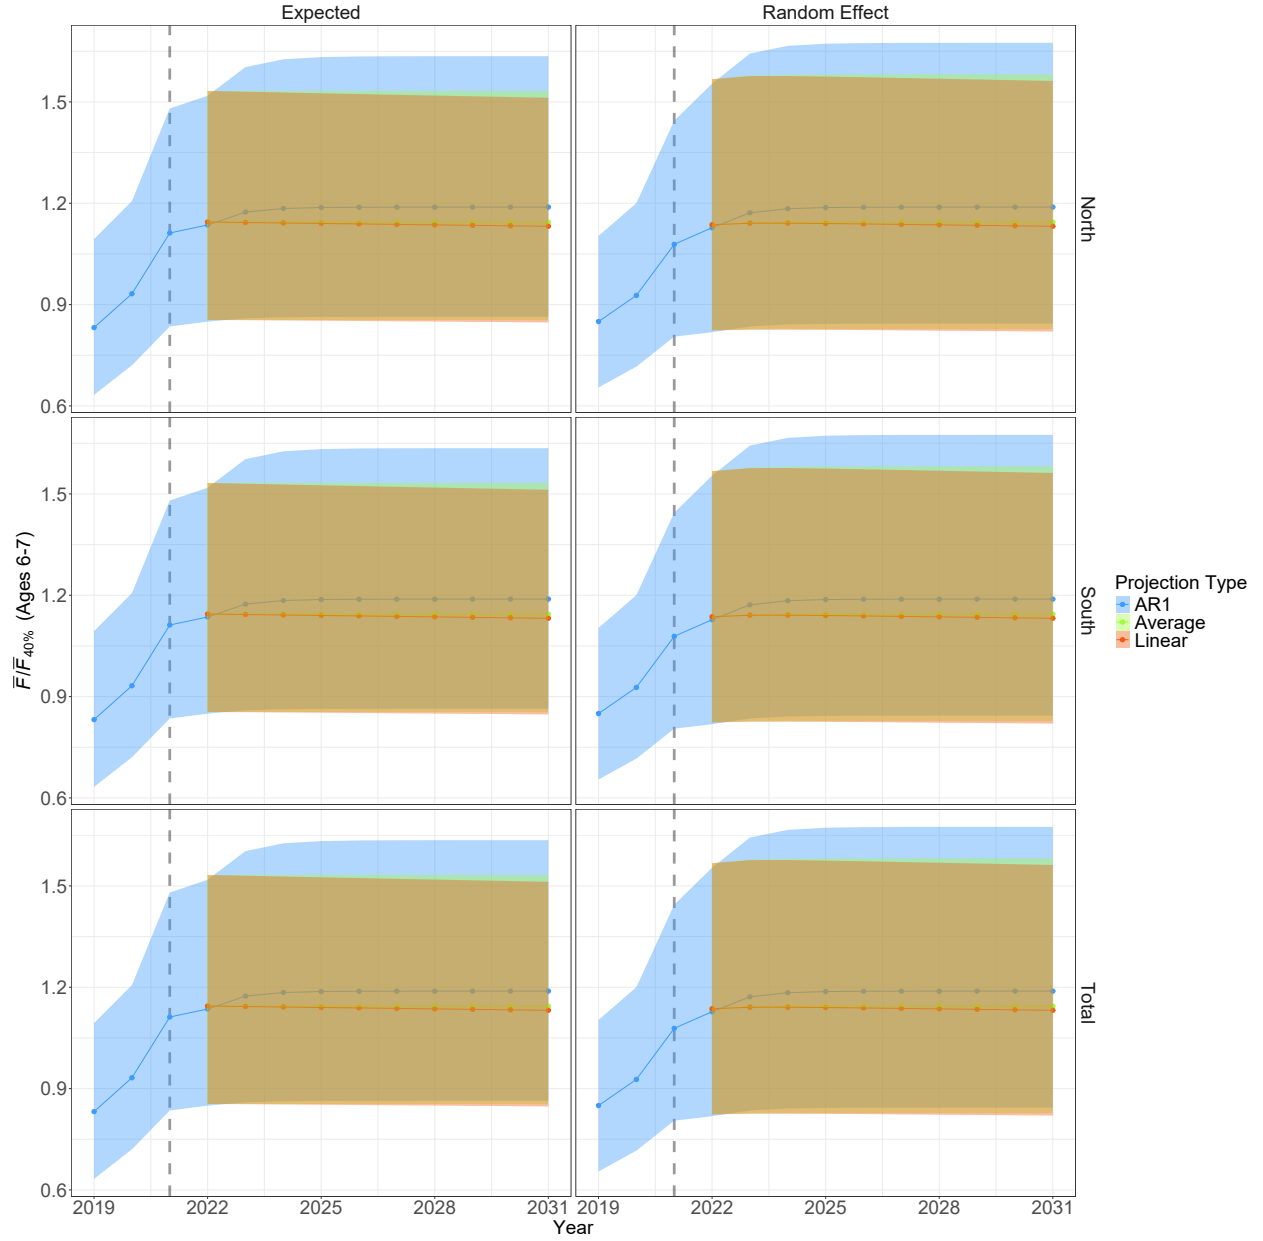 Expected Random Effect
1.5
1.2
0.9
0.6
North
1.5
1.2
0.9
0.6
South
1.5
1.2
0.9
0.6
Total
F̅/F̅40% (Ages 6-7)
2019 2022 2025 2028 2031 2019 2022 2025 2028 2031
Year
Projection Type
AR1
Average
Linear